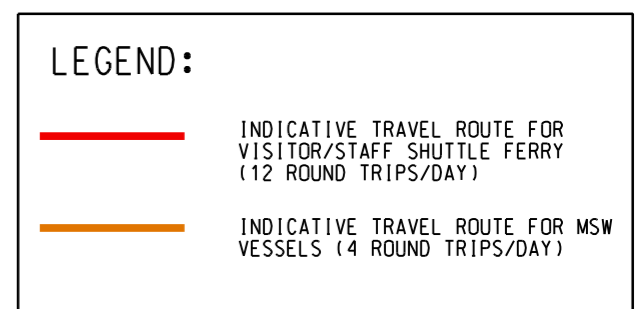 LEGEND:
INDICATIVE TRAVEL ROUTE FOR
VISITOR/STAFF SHUTTLE FERRY
(12 ROUND TRIPS/DAY)
INDICATIVE TRAVEL ROUTE FOR MSW
VESSELS (4 ROUND TRIPS/DAY)